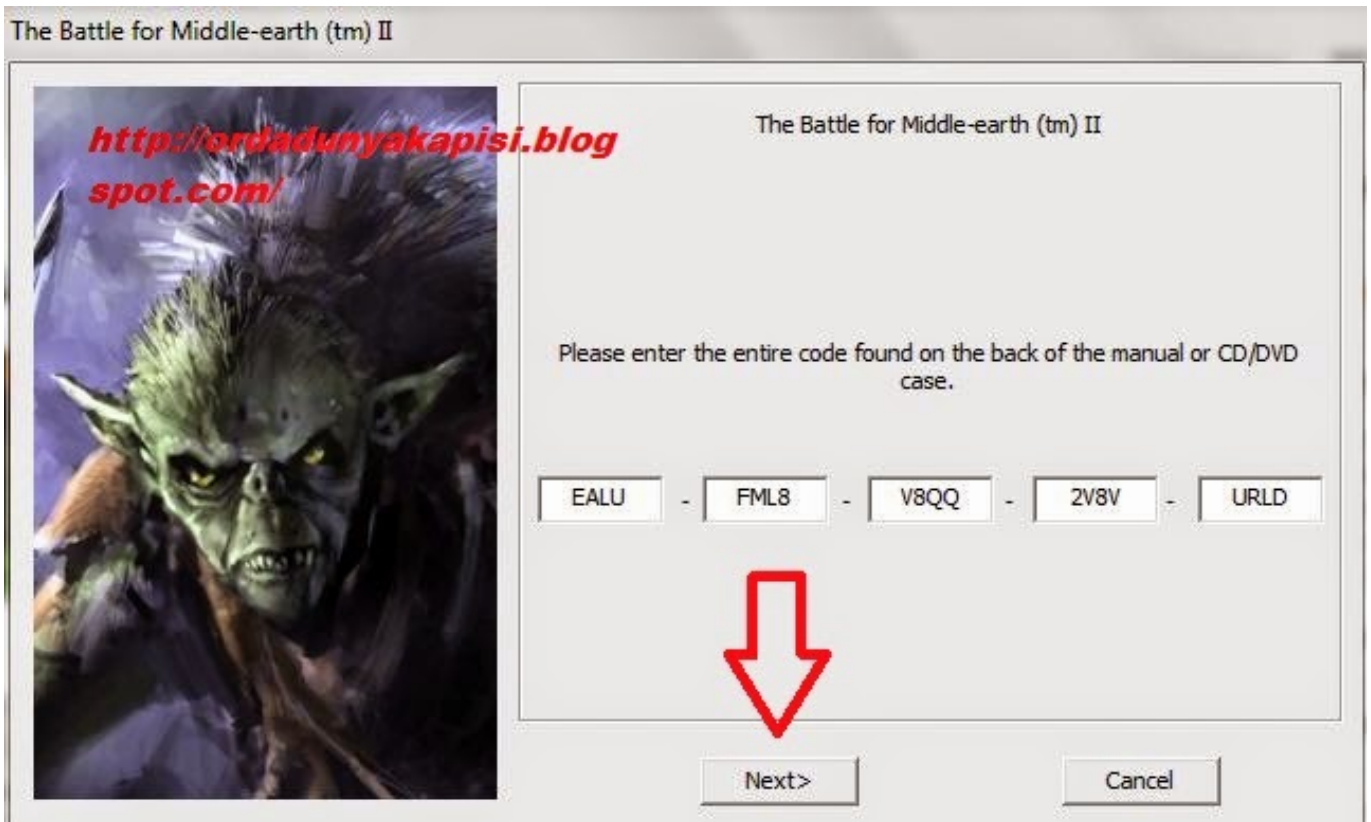 The Battle for Middle-earth (tm) II
http://ordadunyakapisi.blog
spot.com/
The Battle for Middle-earth (tm) II
Please enter the entire code found on the back of the manual or CD/DVD
case.
EALU - FML8 - V8QQ - 2V8V - URLD
Next> Cancel